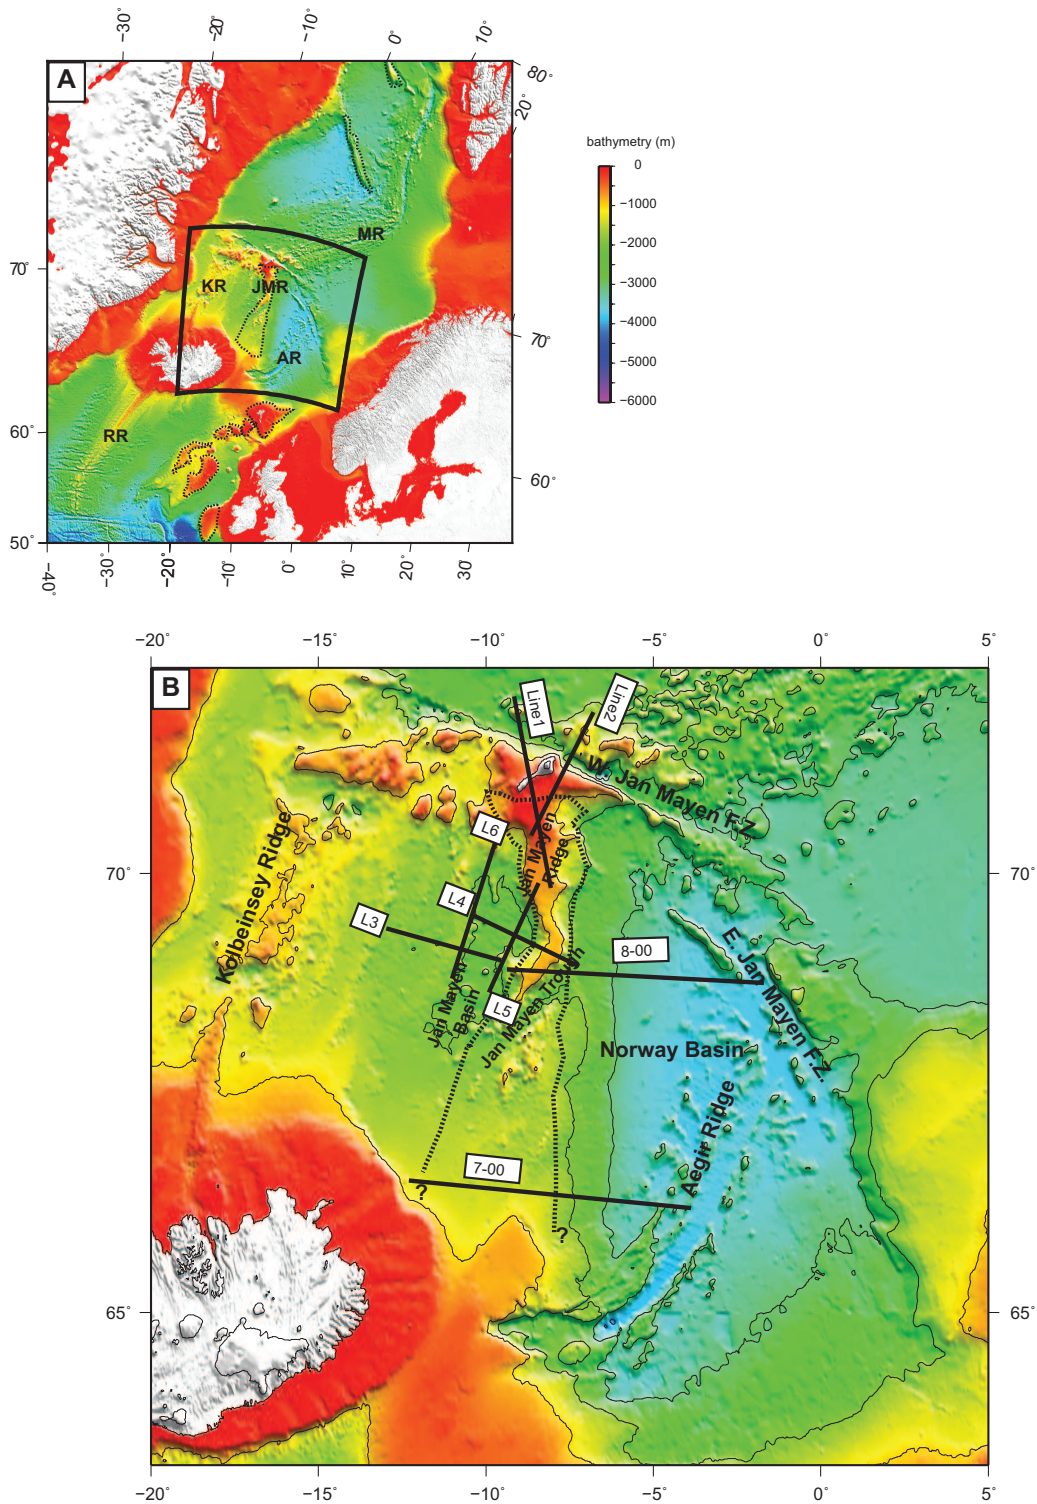 −30°
−20°
−10°
0°
10°
A
80°
20°
bathymetry (m)
0
−1000
−2000
−3000
−4000
−5000
−6000
MR
70°
KR
JMR
70°
AR
60°
RR
60°
50°
−40°
−30°
−20°
−10°
0°
10°
20°
30°
−20°
−15°
−10°
−5°
0°
5°
B
Line1
Line2
W. Jan Mayen F.Z.
Jan Mayen
Ridge
L6
70°
70°
Kolbeinsey Ridge
L4
L3
8-00
E. Jan Mayen F.Z.
Jan Mayen
Basin
L5
Jan Mayen Trough
Norway Basin
Aegir Ridge
7-00
?
?
65°
65°
−20°
−15°
−10°
−5°
0°
5°